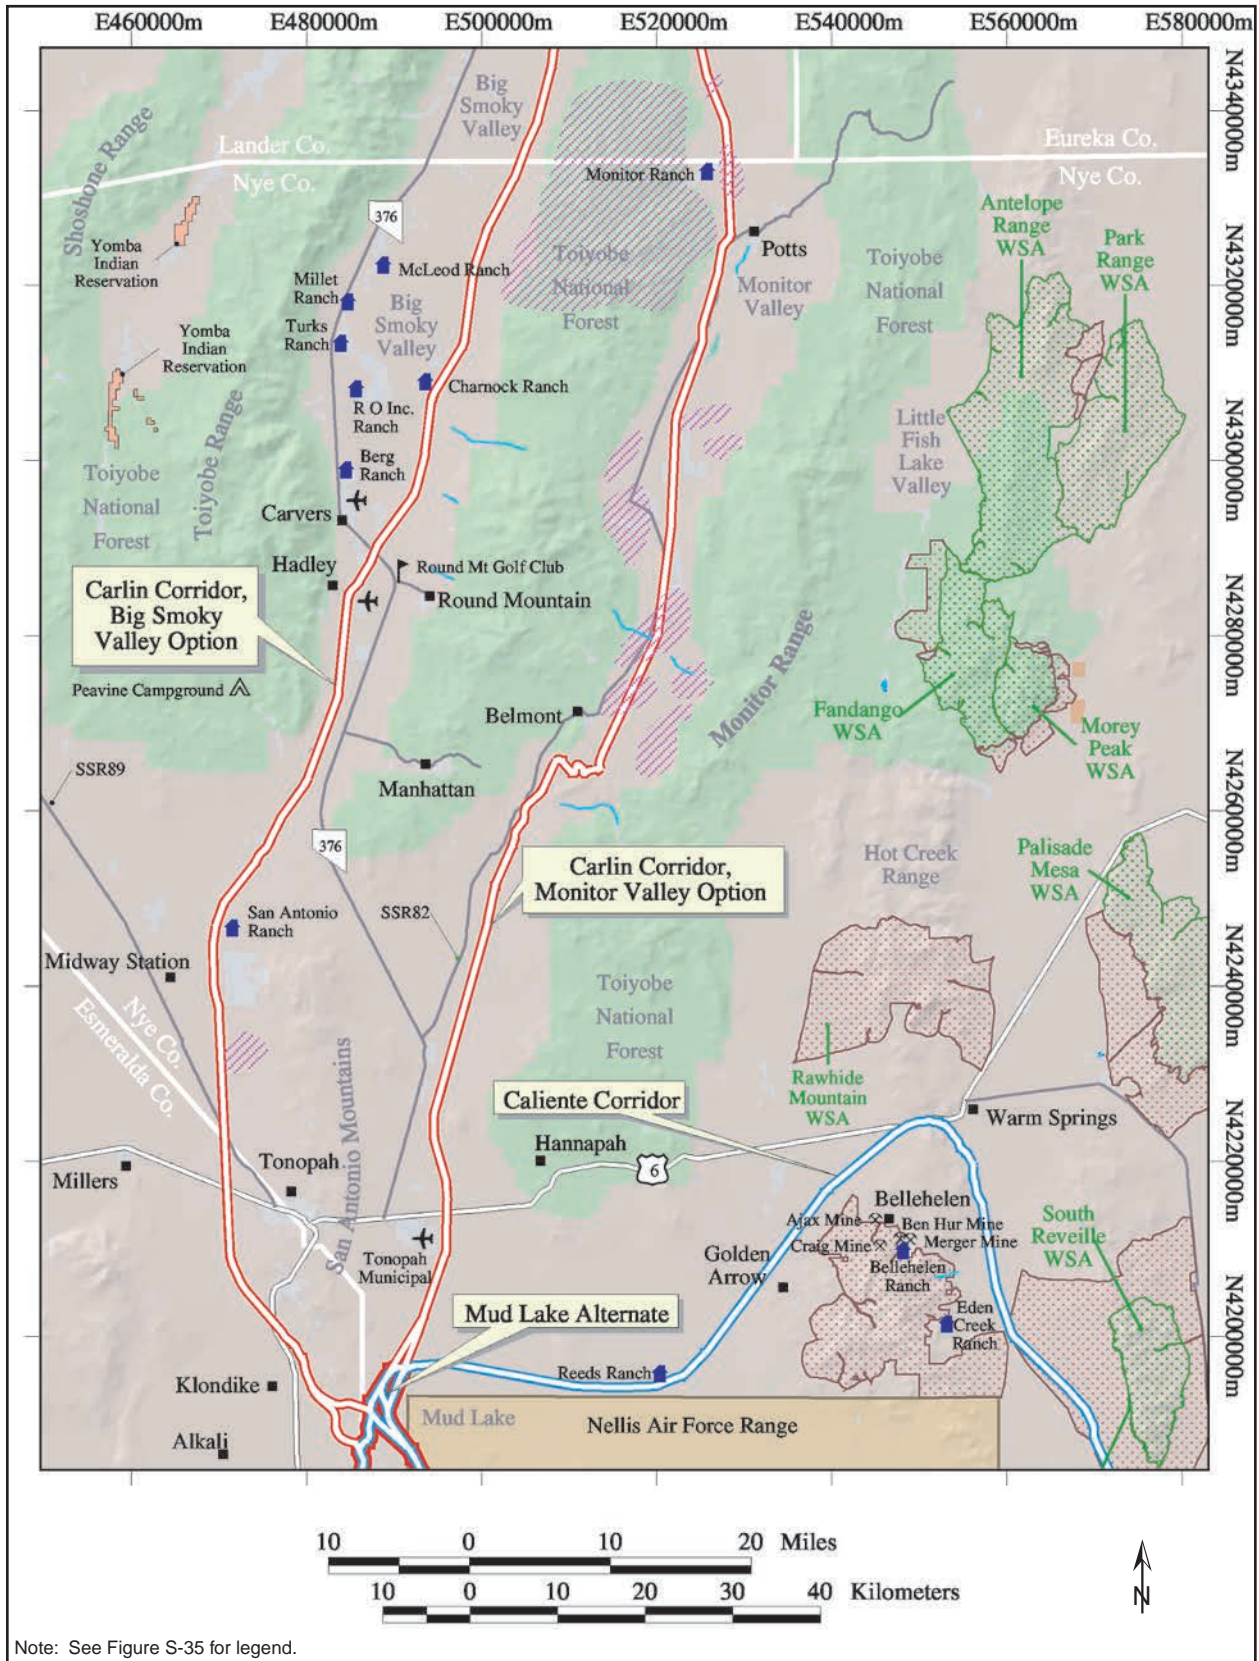 E460000m E480000m E500000m E520000m E540000m E560000m E580000m
N4340000m
N4320000m
N4300000m
N4280000m
N4260000m
N4240000m
N4220000m
N4200000m
Big
Smoky
Valley
Shoshone Range
Lander Co.
Nye Co.
Eureka Co.
Nye Co.
Monitor Ranch
376
Yomba
Indian
Reservation
McLeod Ranch
Millet
Ranch
Turks
Ranch
Big
Smoky
Valley
Toiyobe
National
Forest
Potts
Monitor
Valley
Toiyobe
National
Forest
Antelope
Range
WSA
Park
Range
WSA
Yomba
Indian
Reservation
R O Inc.
Ranch
Charnock Ranch
Berg
Ranch
Toiyobe Range
Toiyobe
National
Forest
Little
Fish
Lake
Valley
Carvers
Hadley
Round Mt Golf Club
Round Mountain
Carlin Corridor,
Big Smoky
Valley Option
Peavine Campground
Monitor Range
Belmont
Fandango
WSA
Morey
Peak
WSA
SSR89
Manhattan
376
Hot Creek
Range
Palisade
Mesa
WSA
Carlin Corridor,
Monitor Valley Option
San Antonio
Ranch
SSR82
Midway Station
Nye Co.
Esmeralda Co.
Toiyobe
National
Forest
Rawhide
Mountain
WSA
San Antonio Mountains
Caliente Corridor
Warm Springs
Hannapah
6
Millers
Tonopah
Bellehelen
Ajax Mine
Ben Hur Mine
Craig Mine
Merger Mine
Bellehelen
Ranch
South
Reveille
WSA
Tonopah
Municipal
Golden
Arrow
Eden
Creek
Ranch
Mud Lake Alternate
Reeds Ranch
Klondike
Mud Lake
Nellis Air Force Range
Alkali
10 0 10 20 Miles
10 0 10 20 30 40 Kilometers
N
Note: See Figure S-35 for legend.